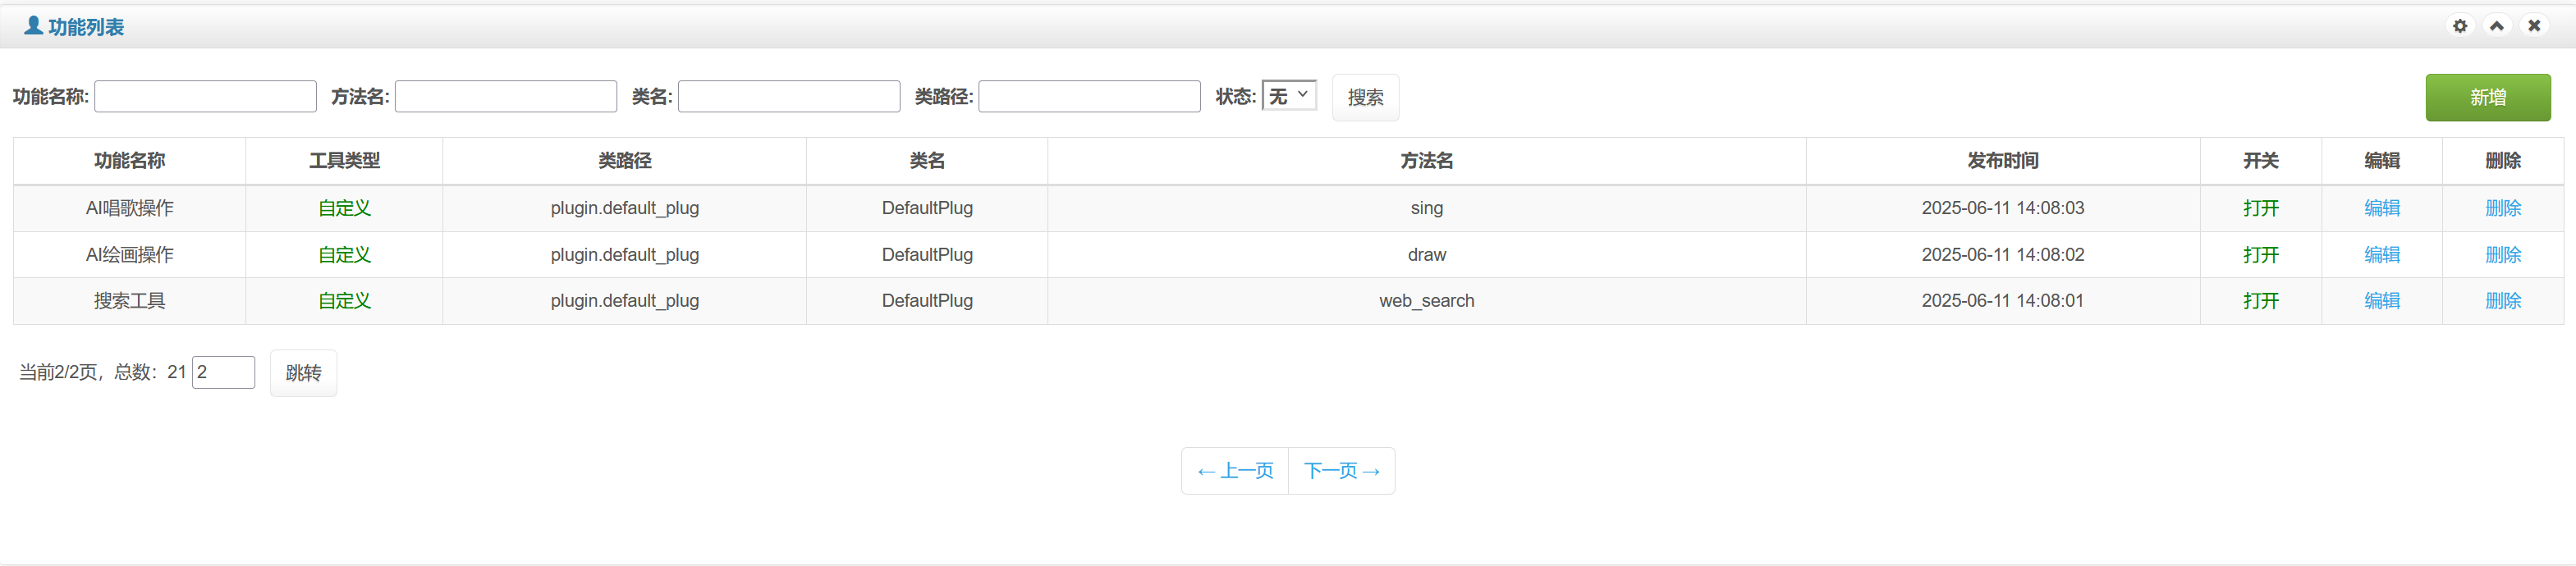 功能列表
功能名称: 方法名: 类名: 类路径: 状态: 无 搜索 新增
功能名称 工具类型 类路径 类名 方法名 发布时间 开关 编辑 删除
AI唱歌操作 自定义 plugin.default_plug DefaultPlug sing 2025-06-11 14:08:03 打开 编辑 删除
AI绘画操作 自定义 plugin.default_plug DefaultPlug draw 2025-06-11 14:08:02 打开 编辑 删除
搜索工具 自定义 plugin.default_plug DefaultPlug web_search 2025-06-11 14:08:01 打开 编辑 删除
当前2/2页，总数：21 2 跳转
←上一页 下一页→